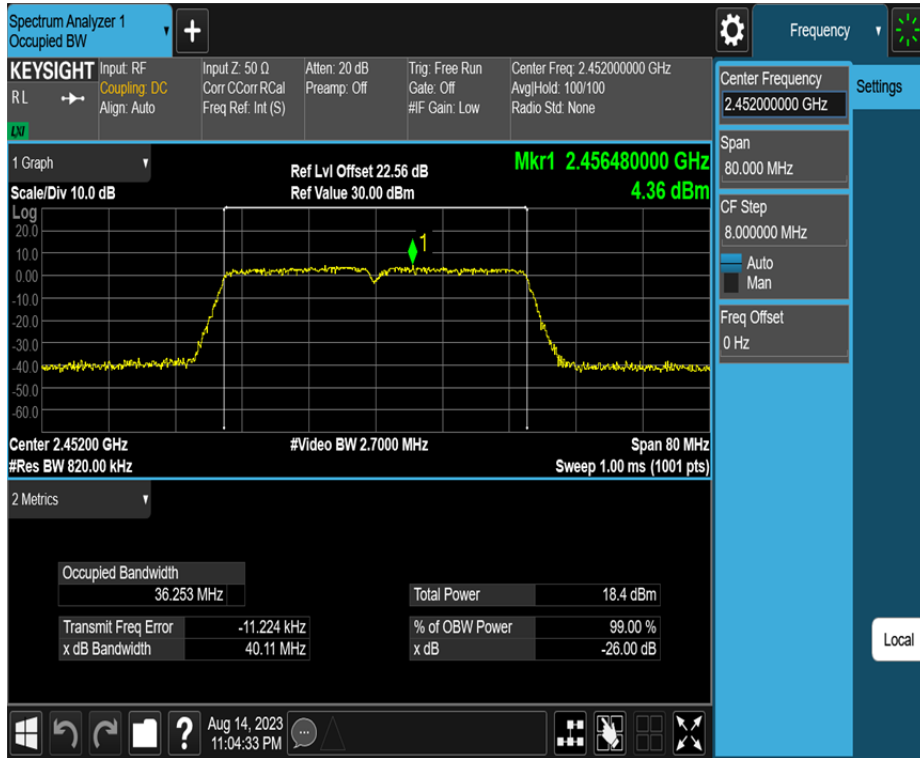 Spectrum Analyzer 1
Occupied BW
+
Frequency
KEYSIGHT
Input: RF
Input Z: 50 Ω
Atten: 20 dB
Trig: Free Run
Center Freq: 2.452000000 GHz
R L
Coupling: DC
Corr CCorr RCal
Preamp: Off
Gate: Off
Avg|Hold: 100/100
Align: Auto
Freq Ref: Int (S)
#IF Gain: Low
Radio Std: None
LXI
Center Frequency
2.452000000 GHz
Settings
Span
80.000 MHz
CF Step
8.000000 MHz
Auto
Man
Freq Offset
0 Hz
Local
1 Graph
Ref Lvl Offset 22.56 dB
Mkr1 2.456480000 GHz
Scale/Div 10.0 dB
Ref Value 30.00 dBm
4.36 dBm
Log
20.0
10.0
0.00
-10.0
-20.0
-30.0
-40.0
-50.0
-60.0
1
Center 2.45200 GHz
#Video BW 2.7000 MHz
Span 80 MHz
#Res BW 820.00 kHz
Sweep 1.00 ms (1001 pts)
2 Metrics
Occupied Bandwidth
36.253 MHz
Total Power 18.4 dBm
Transmit Freq Error -11.224 kHz
% of OBW Power 99.00 %
x dB Bandwidth 40.11 MHz
x dB -26.00 dB
?
Aug 14, 2023
11:04:33 PM